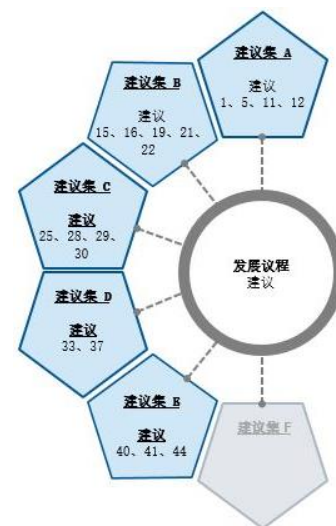 建议集 A
建议
1、5、11、12
建议集 B
建议
15、16、19、21、
22
建议集 C
建议
25、28、29、
30
建议集 D
建议
33、37
建议集 E
建议
40、41、44
建议集 F
发展议程
建议